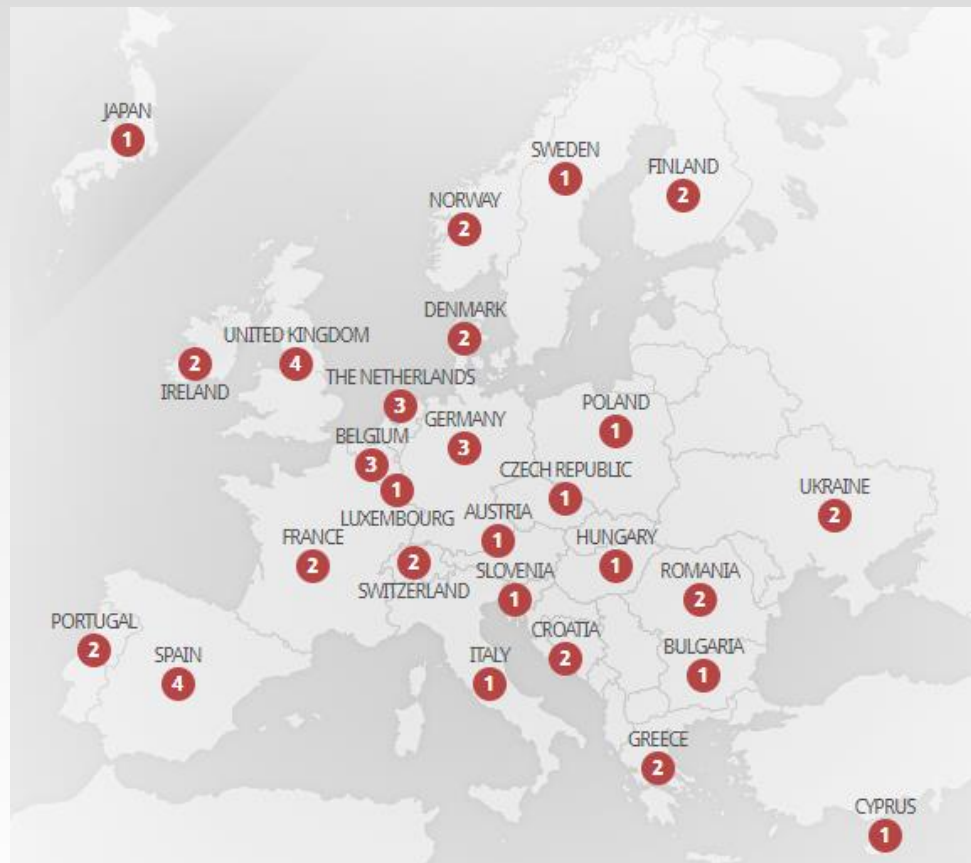 JAPAN
1
SWEDEN
1
FINLAND
2
NORWAY
2
DENMARK
2
UNITED KINGDOM
4
2
IRELAND
THE NETHERLANDS
3
GERMANY
3
BELGIUM
3
1
LUXEMBOURG
POLAND
1
CZECH REPUBLIC
1
UKRAINE
2
AUSTRIA
1
HUNGARY
1
FRANCE
2
2
SWITZERLAND
SLOVENIA
1
ROMANIA
2
PORTUGAL
2
SPAIN
4
CROATIA
2
ITALY
1
BULGARIA
1
GREECE
2
CYPRUS
1